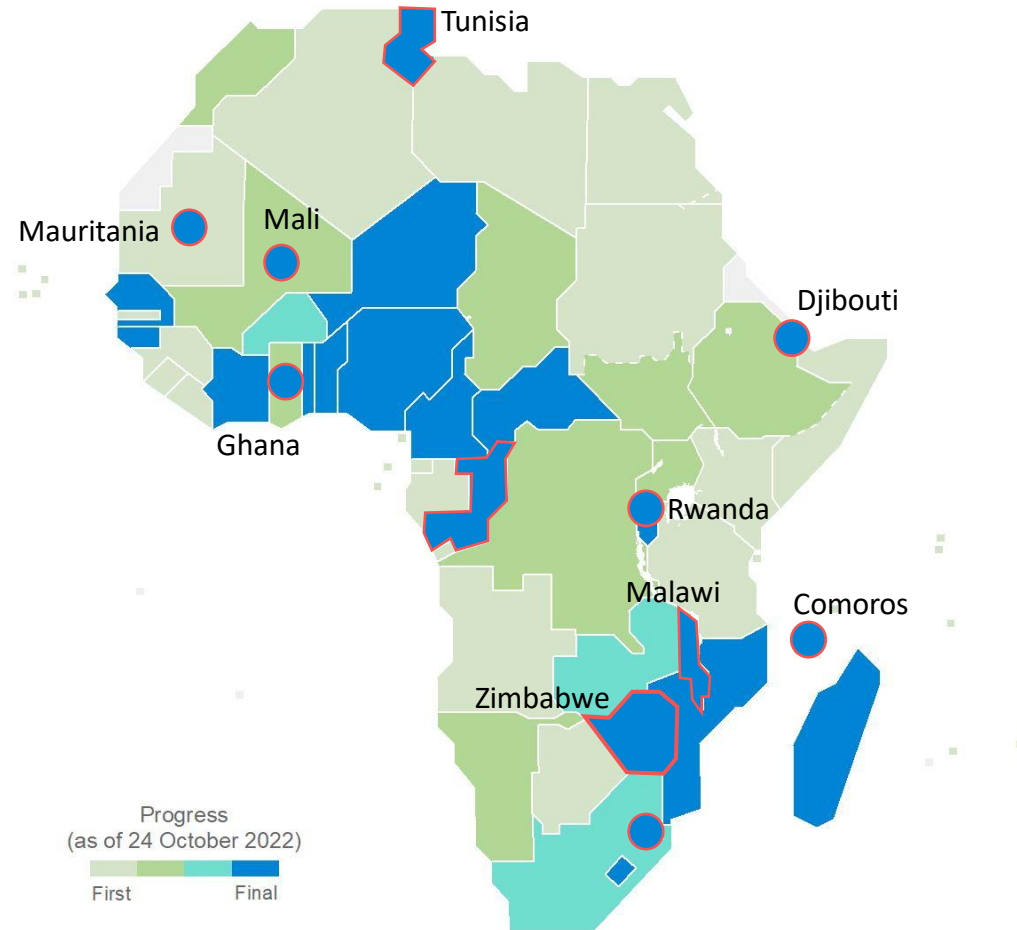 Tunisia
Mauritania
Mali
Djibouti
Ghana
Rwanda
Malawi
Comoros
Zimbabwe
Progress
(as of 24 October 2022)
First
Final